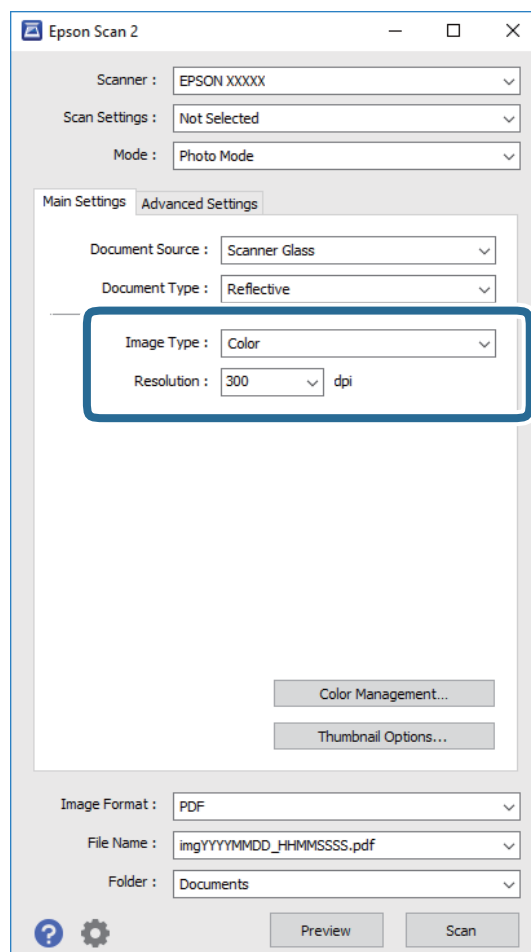 Epson Scan 2
Scanner : EPSON XXXXX
Scan Settings : Not Selected
Mode : Photo Mode
Main Settings Advanced Settings
Document Source : Scanner Glass
Document Type : Reflective
Image Type : Color
Resolution : 300 dpi
Color Management...
Thumbnail Options...
Image Format : PDF
File Name : imgYYYYMMDD_HHMMSSSS.pdf
Folder : Documents
? Preview Scan